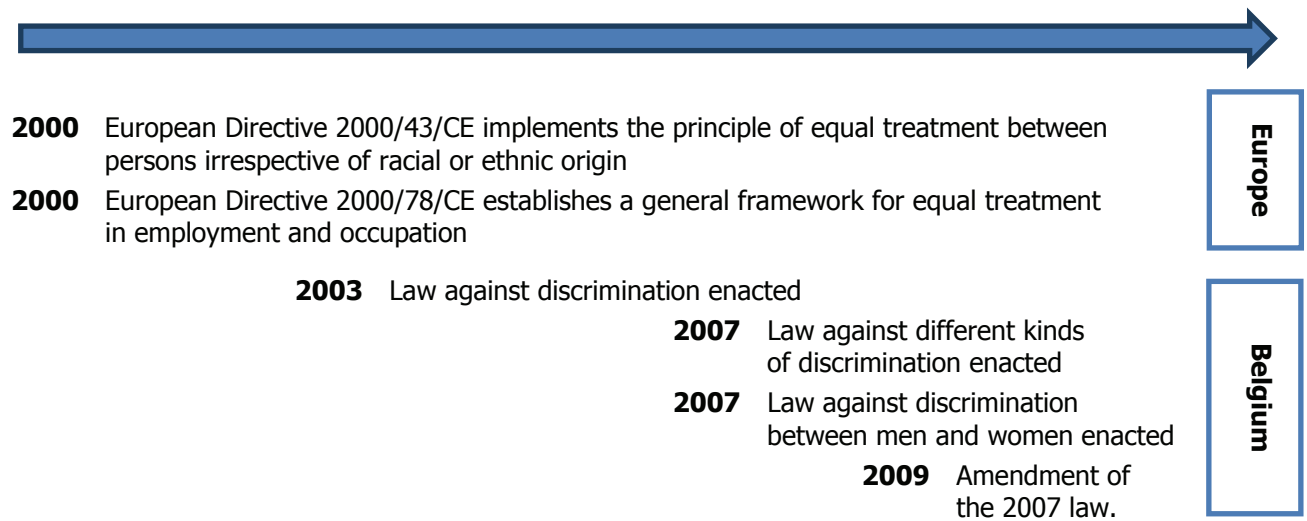 2000 European Directive 2000/43/CE implements the principle of equal treatment between
persons irrespective of racial or ethnic origin
2000 European Directive 2000/78/CE establishes a general framework for equal treatment
in employment and occupation
Europe
2003 Law against discrimination enacted
2007 Law against different kinds
of discrimination enacted
2007 Law against discrimination
between men and women enacted
2009 Amendment of
the 2007 law.
Belgium